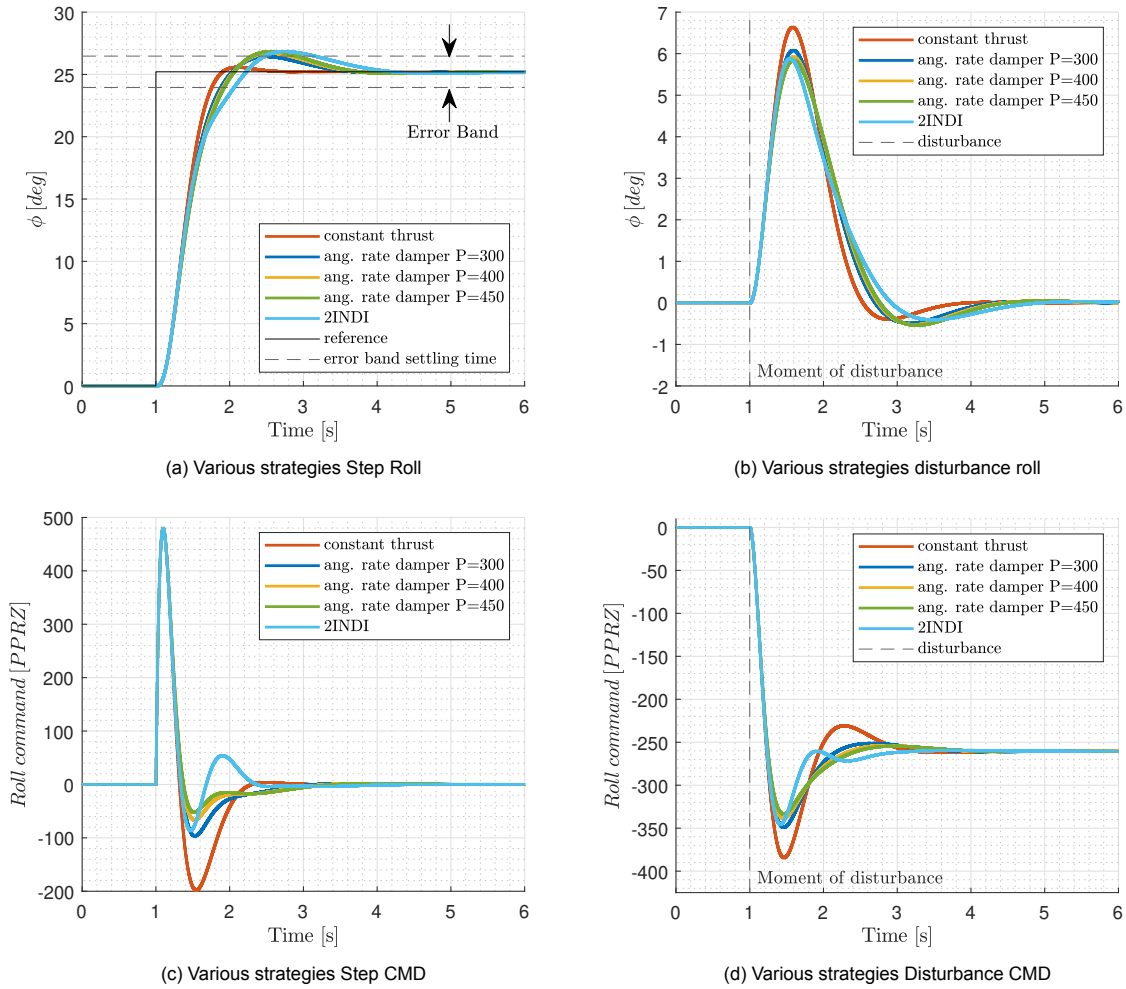 30
25
20
15
10
5
0
0
1
2
3
4
5
6
ϕ [deg]
Time [s]
Error Band
constant thrust
ang. rate damper P=300
ang. rate damper P=400
ang. rate damper P=450
2INDI
reference
error band settling time
(a) Various strategies Step Roll
7
6
5
4
3
2
1
0
-1
-2
0
1
2
3
4
5
6
ϕ [deg]
Time [s]
constant thrust
ang. rate damper P=300
ang. rate damper P=400
ang. rate damper P=450
2INDI
disturbance
Moment of disturbance
(b) Various strategies disturbance roll
500
400
300
200
100
0
-100
-200
0
1
2
3
4
5
6
Roll command [PPRZ]
Time [s]
constant thrust
ang. rate damper P=300
ang. rate damper P=400
ang. rate damper P=450
2INDI
(c) Various strategies Step CMD
0
-50
-100
-150
-200
-250
-300
-350
-400
0
1
2
3
4
5
6
Roll command [PPRZ]
Time [s]
constant thrust
ang. rate damper P=300
ang. rate damper P=400
ang. rate damper P=450
2INDI
disturbance
Moment of disturbance
(d) Various strategies Disturbance CMD